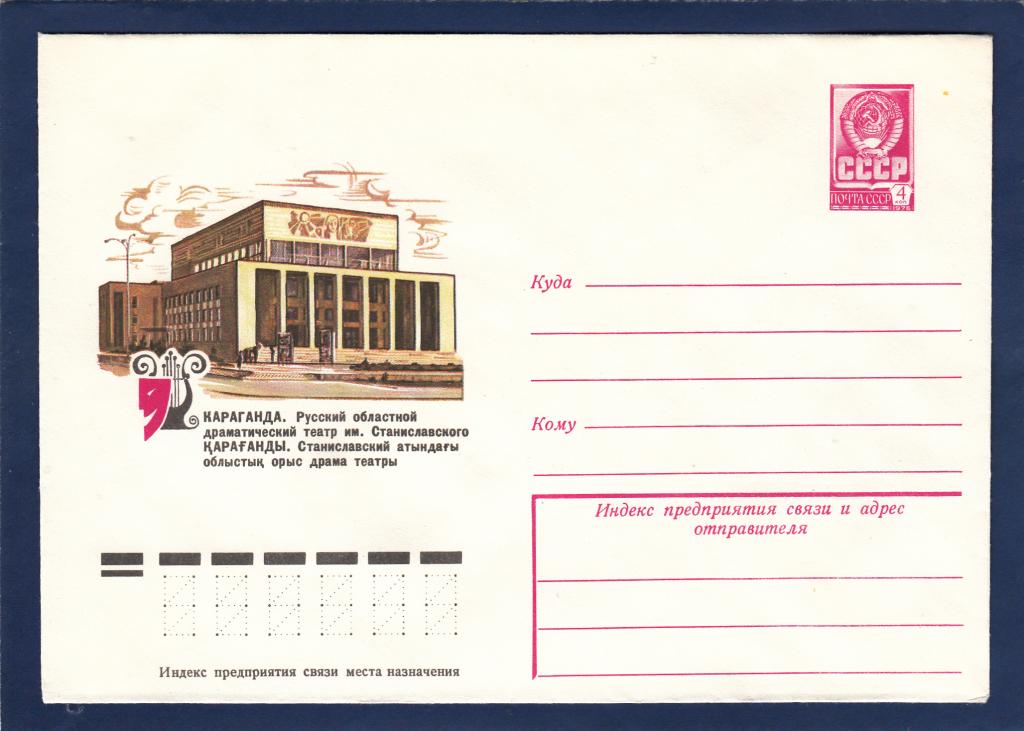 СССР
ПОЧТА СССР
4
коп
1978
Куда
КАРАГАНДА. Русский областной
драматический театр им. Станиславского
ҚАРАҒАНДЫ. Станиславский атындағы
облыстық орыс драма театры
Кому
Индекс предприятия связи и адрес
отправителя
Индекс предприятия связи места назначения